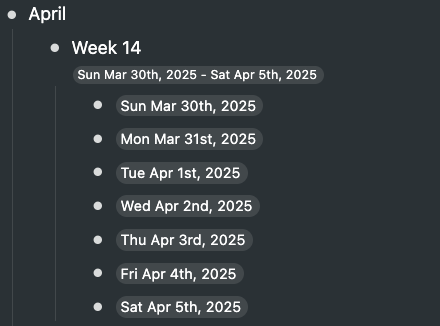 April
Week 14
Sun Mar 30th, 2025 - Sat Apr 5th, 2025
Sun Mar 30th, 2025
Mon Mar 31st, 2025
Tue Apr 1st, 2025
Wed Apr 2nd, 2025
Thu Apr 3rd, 2025
Fri Apr 4th, 2025
Sat Apr 5th, 2025